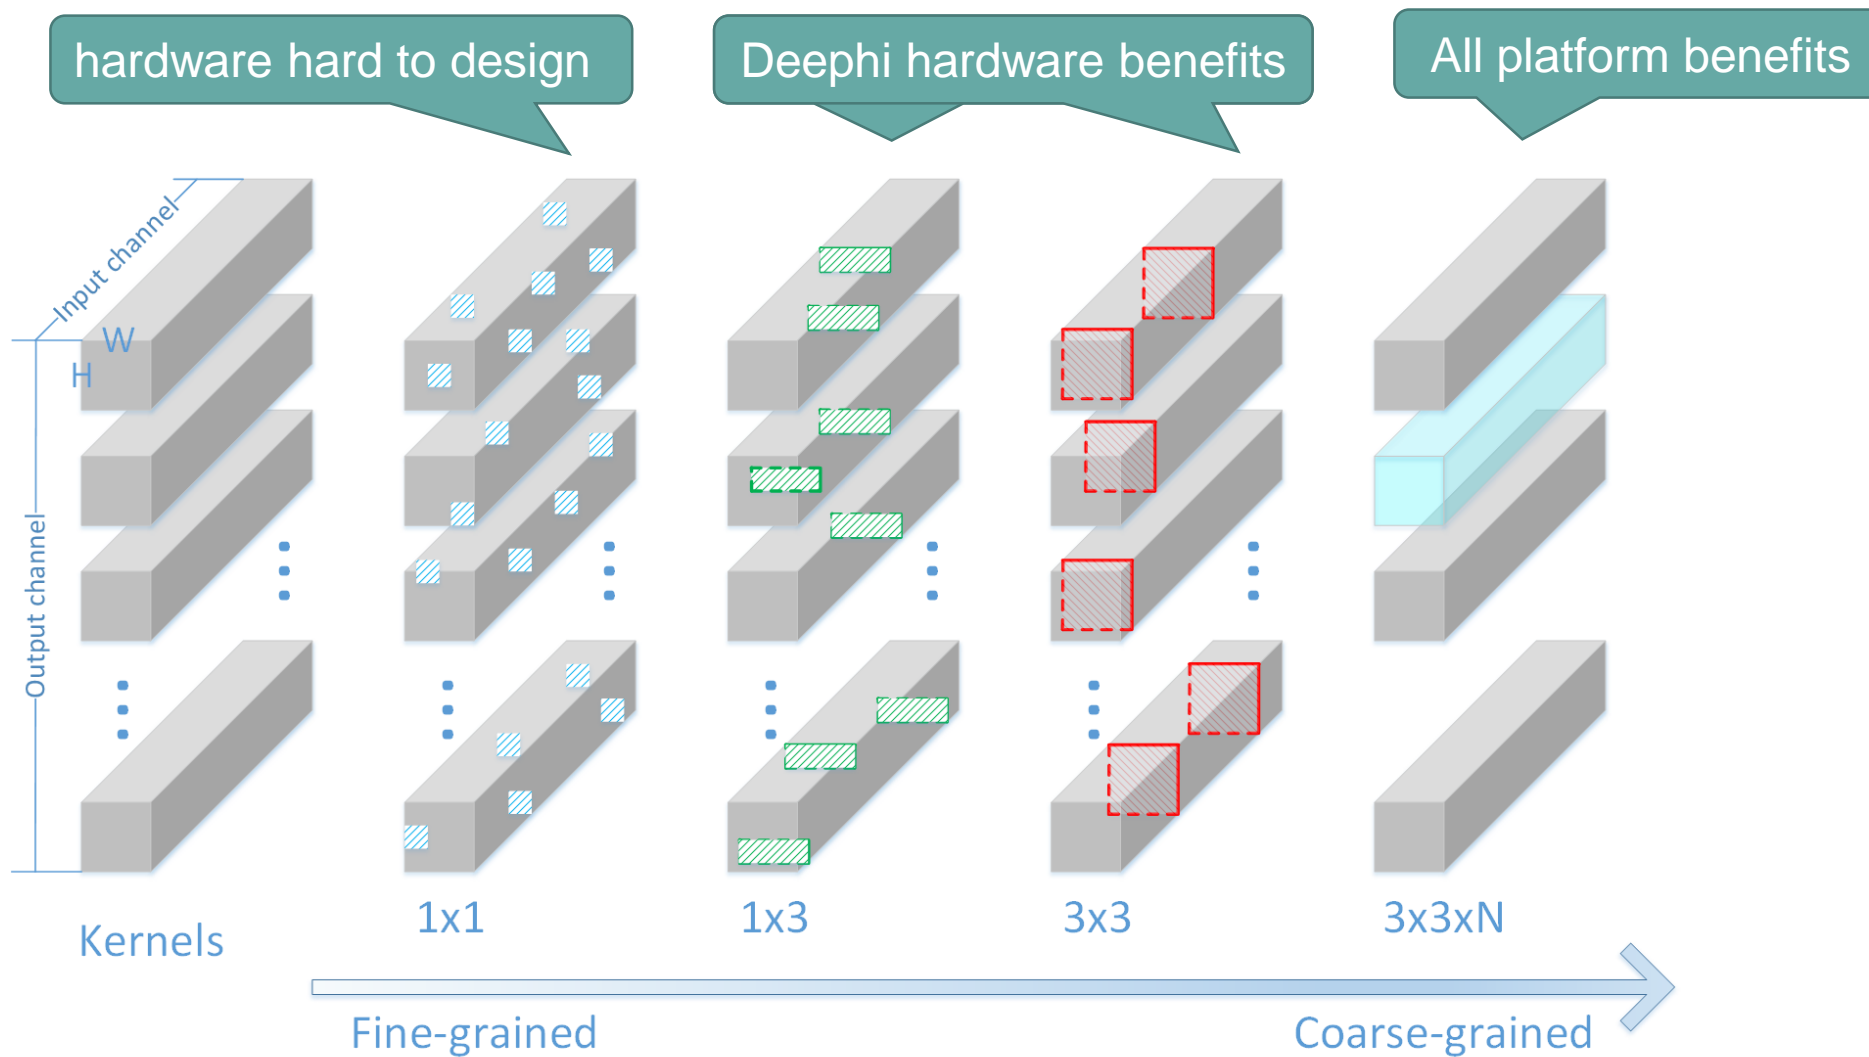 hardware hard to design
Deephi hardware benefits
All platform benefits
Input channel
W
H
Output channel
Kernels
1x1
1x3
3x3
3x3xN
Fine-grained
Coarse-grained